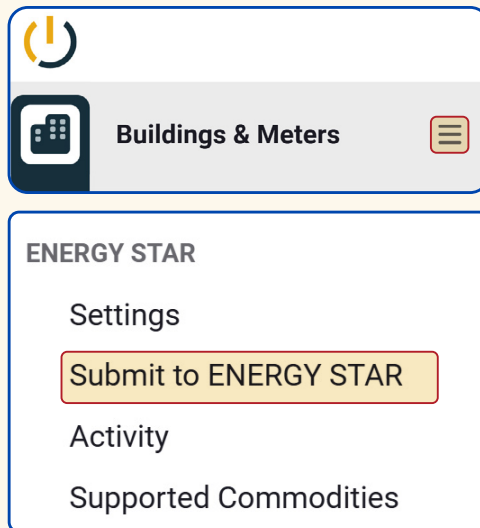 Buildings & Meters
ENERGY STAR
Settings
Submit to ENERGY STAR
Activity
Supported Commodities